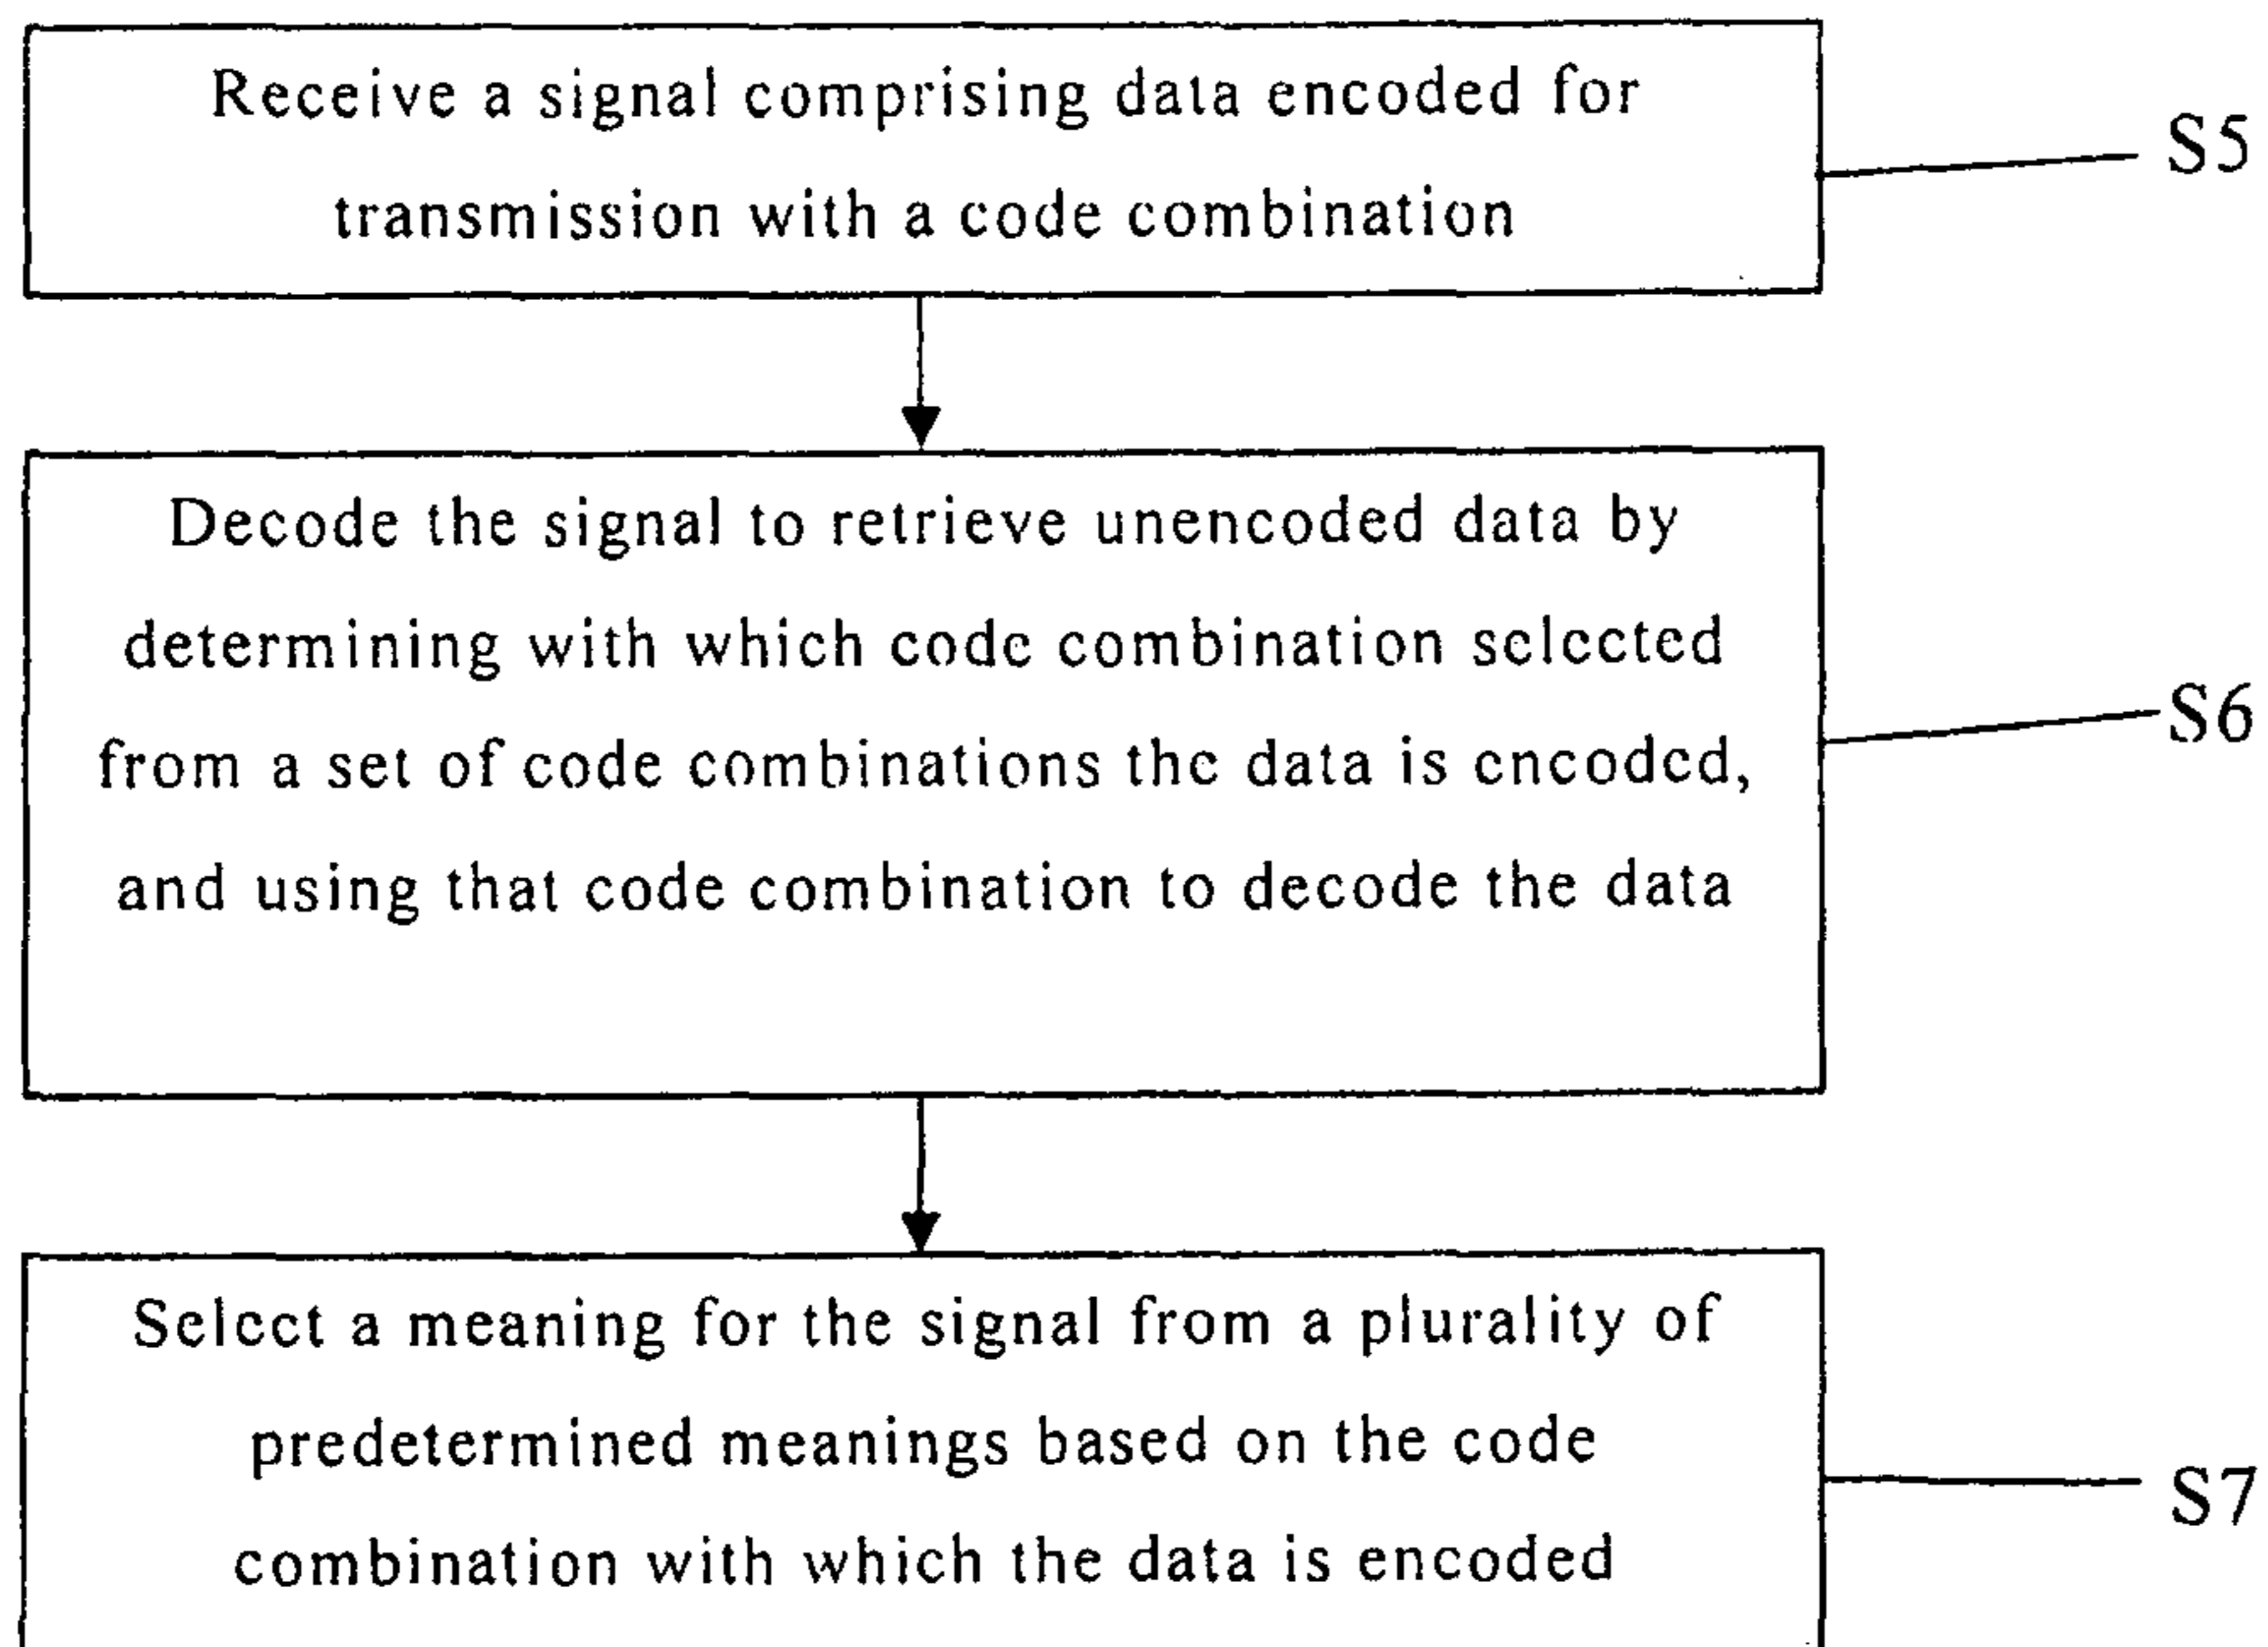 Receive a signal comprising data encoded for
transmission with a code combination
S5
Decode the signal to retrieve unencoded data by
determining with which code combination selected
from a set of code combinations the data is encoded,
and using that code combination to decode the data
S6
Select a meaning for the signal from a plurality of
predetermined meanings based on the code
combination with which the data is encoded
S7